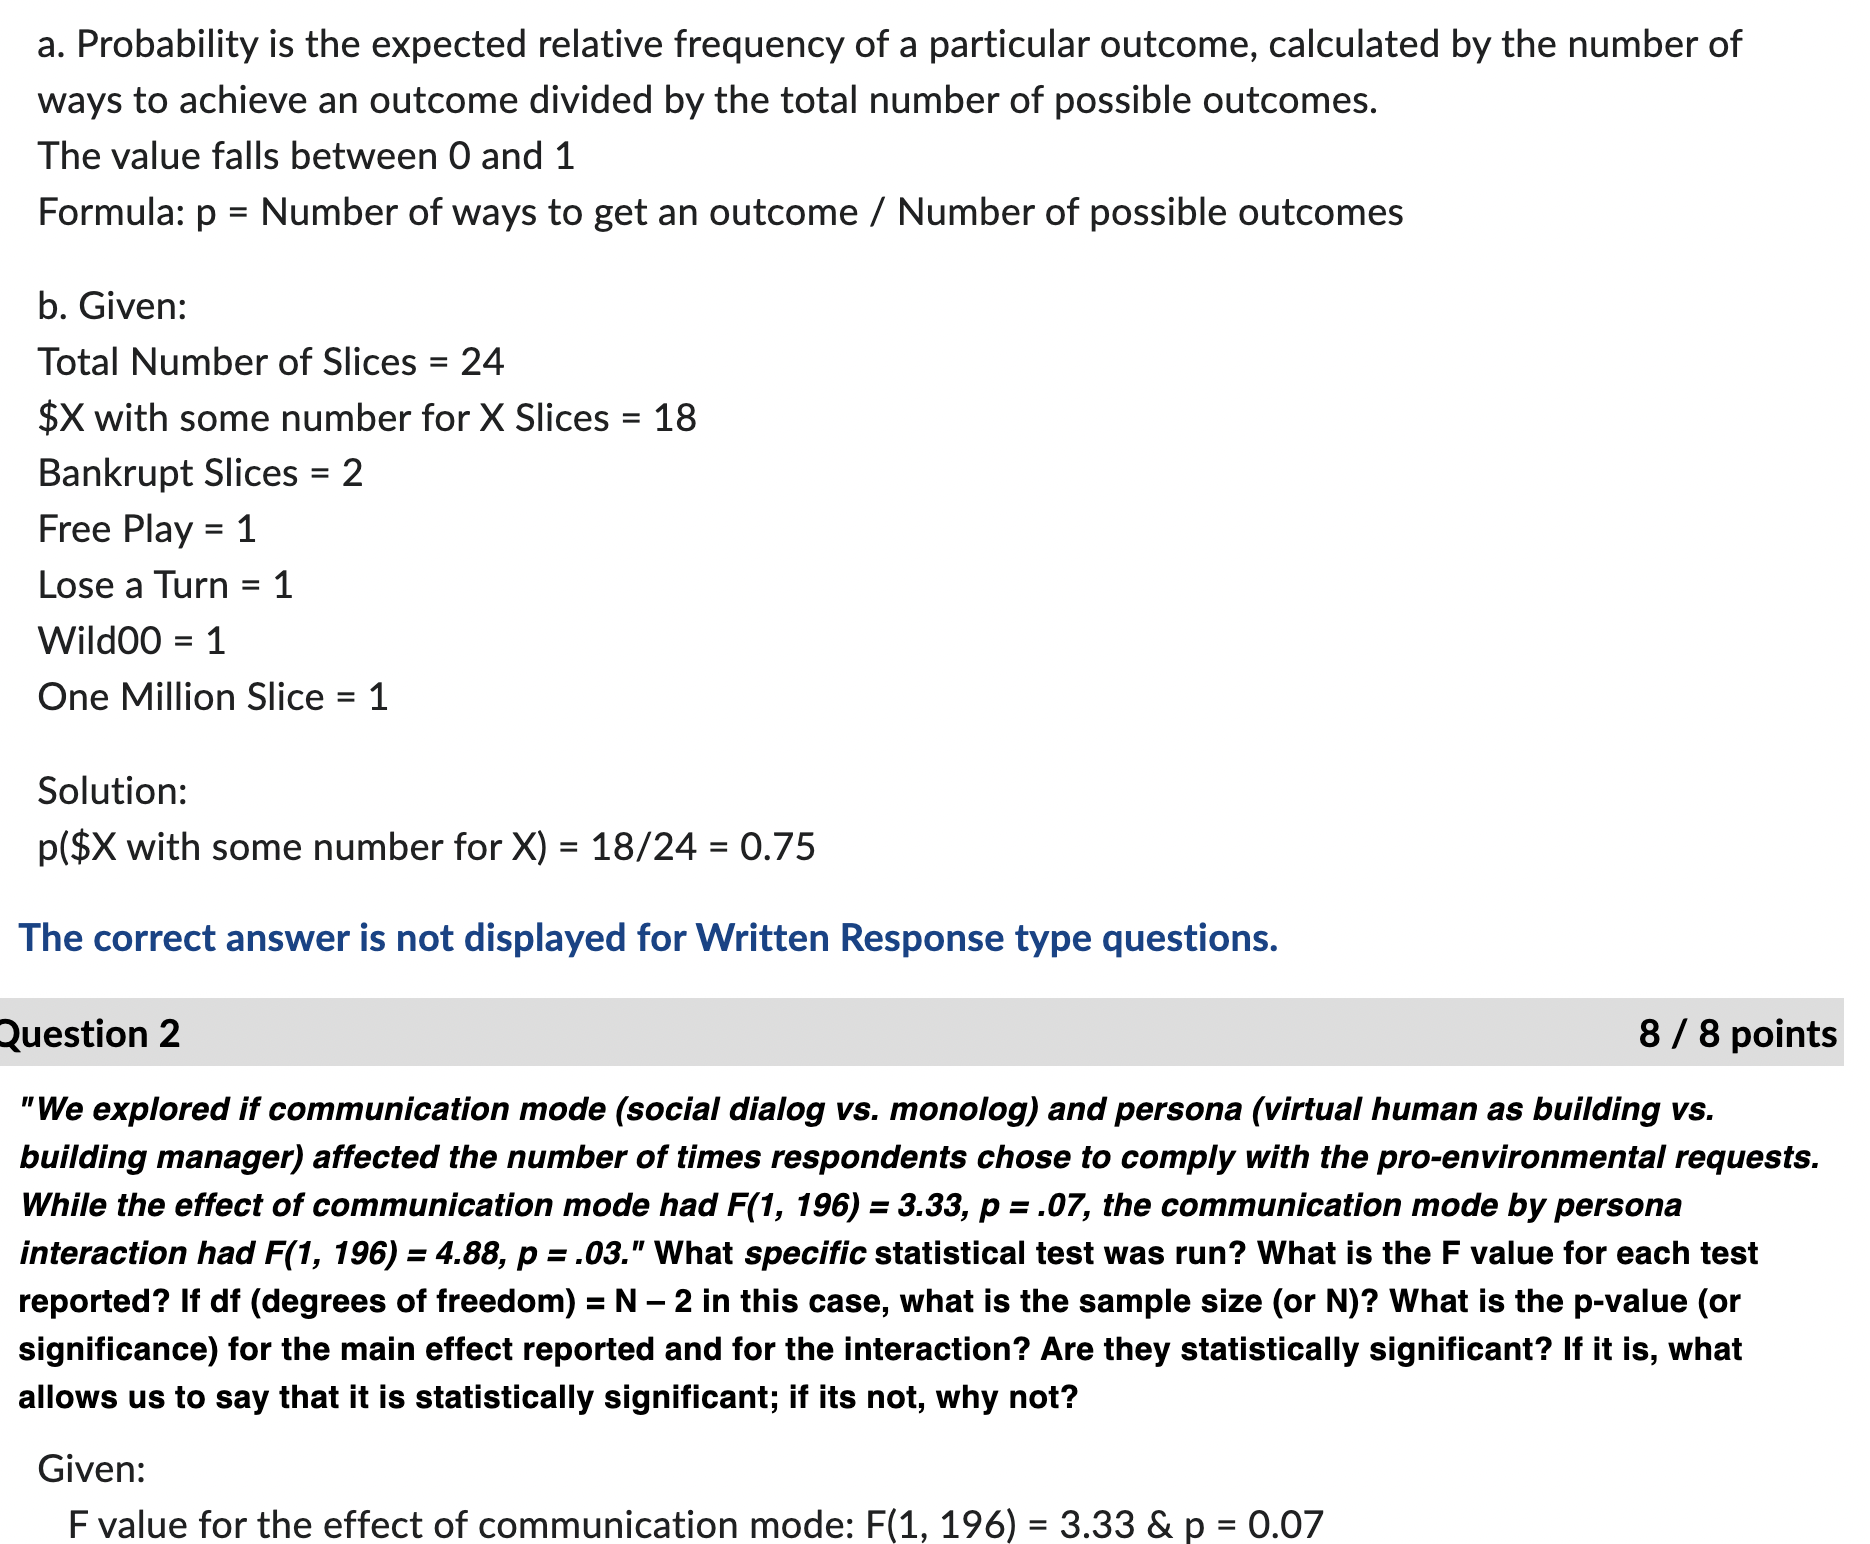 a. Probability is the expected relative frequency of a particular outcome, calculated by the number of
ways to achieve an outcome divided by the total number of possible outcomes.
The value falls between 0 and 1
Formula: p = Number of ways to get an outcome / Number of possible outcomes
b. Given:
Total Number of Slices = 24
$X with some number for X Slices = 18
Bankrupt Slices = 2
Free Play = 1
Lose a Turn = 1
Wild00 = 1
One Million Slice = 1
Solution:
p($X with some number for X) = 18/24 = 0.75
The correct answer is not displayed for Written Response type questions.
Question 2 8 / 8 points
"We explored if communication mode (social dialog vs. monolog) and persona (virtual human as building vs.
building manager) affected the number of times respondents chose to comply with the pro-environmental requests.
While the effect of communication mode had F(1, 196) = 3.33, p = .07, the communication mode by persona
interaction had F(1, 196) = 4.88, p = .03." What specific statistical test was run? What is the F value for each test
reported? If df (degrees of freedom) = N – 2 in this case, what is the sample size (or N)? What is the p-value (or
significance) for the main effect reported and for the interaction? Are they statistically significant? If it is, what
allows us to say that it is statistically significant; if its not, why not?
Given:
F value for the effect of communication mode: F(1, 196) = 3.33 & p = 0.07